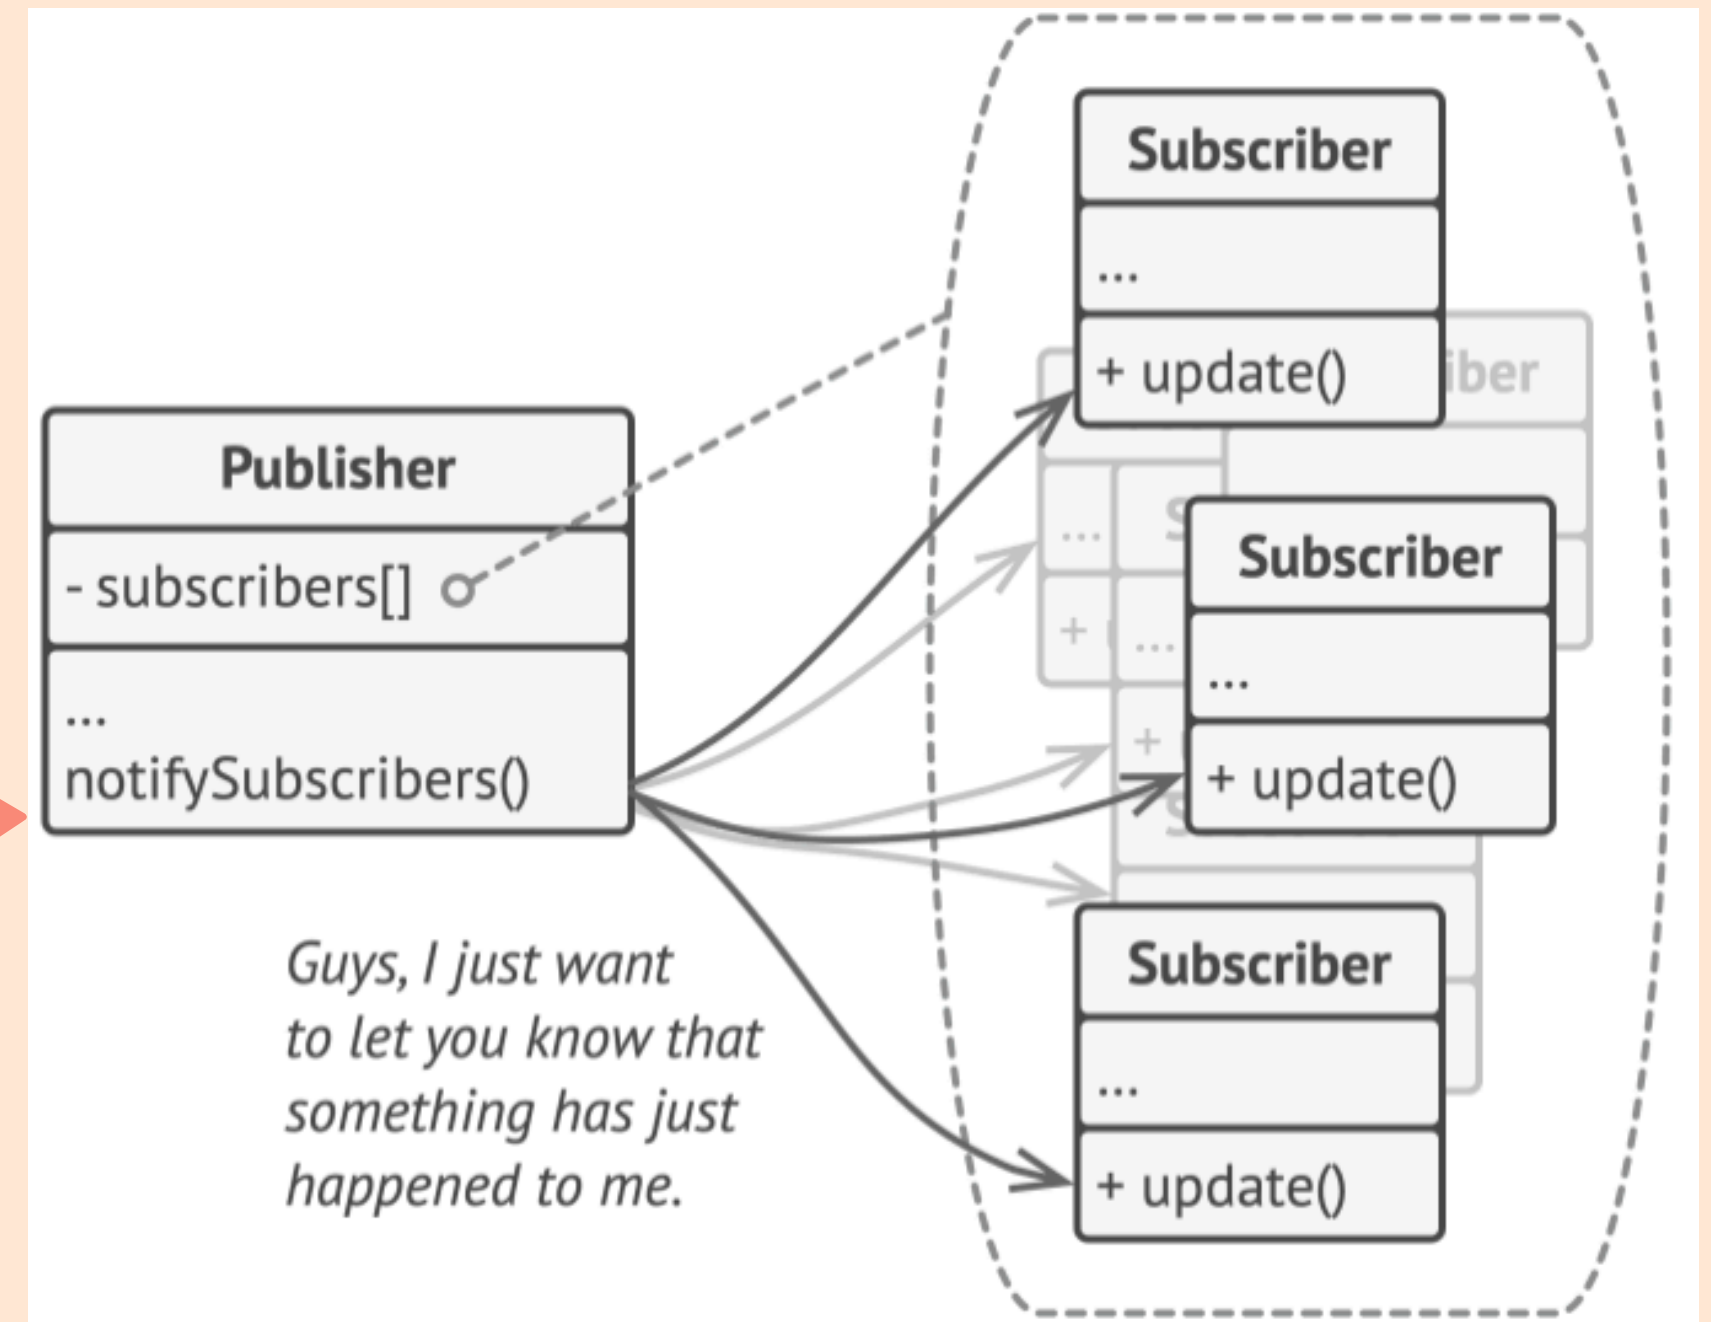 Publisher
- subscribers[]
...
notifySubscribers()
Guys, I just want
to let you know that
something has just
happened to me.
Subscriber
...
+ update()
Subscriber
...
+ update()
Subscriber
...
+ update()
...
+
...
+